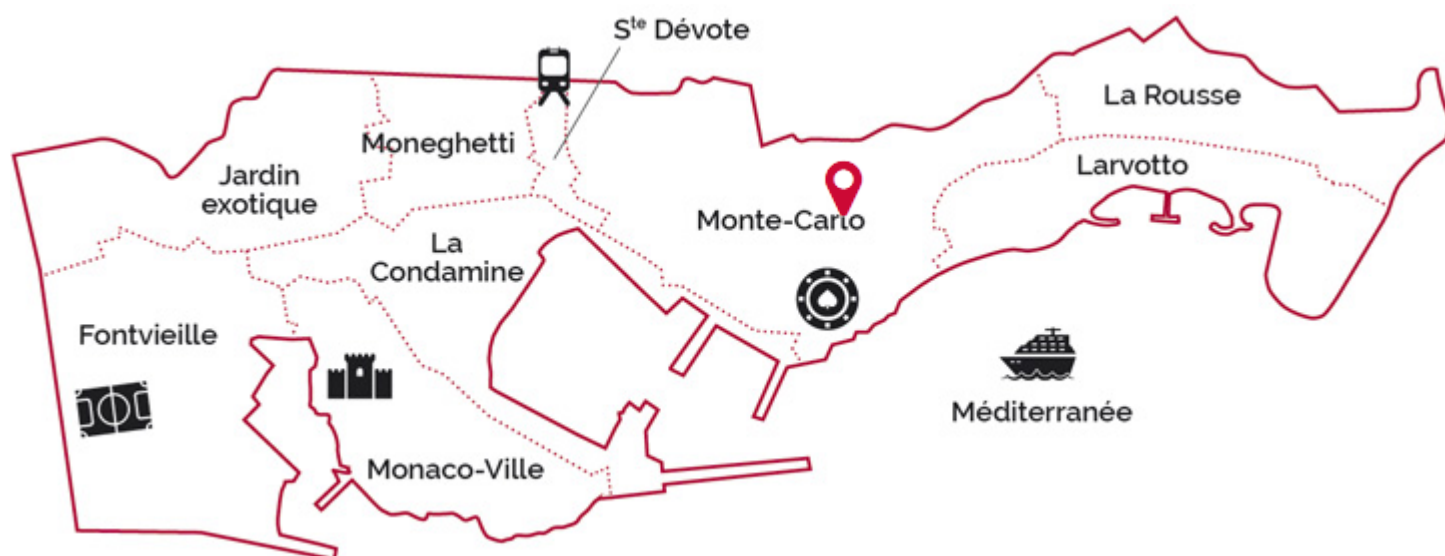 Sᵗᵉ Dévote
La Rousse
Moneghetti
Larvotto
Jardin
exotique
Monte-Carlo
La
Condamine
Fontvieille
Méditerranée
Monaco-Ville